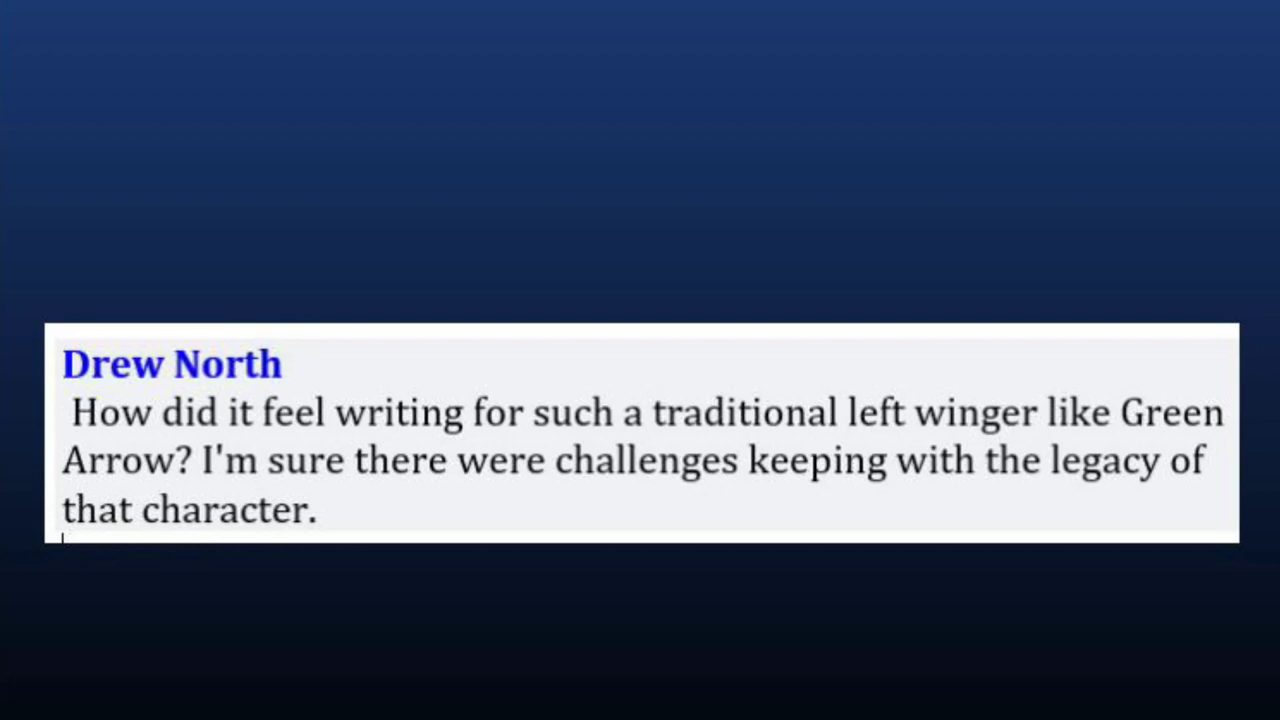 Drew North
How did it feel writing for such a traditional left winger like Green
Arrow? I'm sure there were challenges keeping with the legacy of
that character.